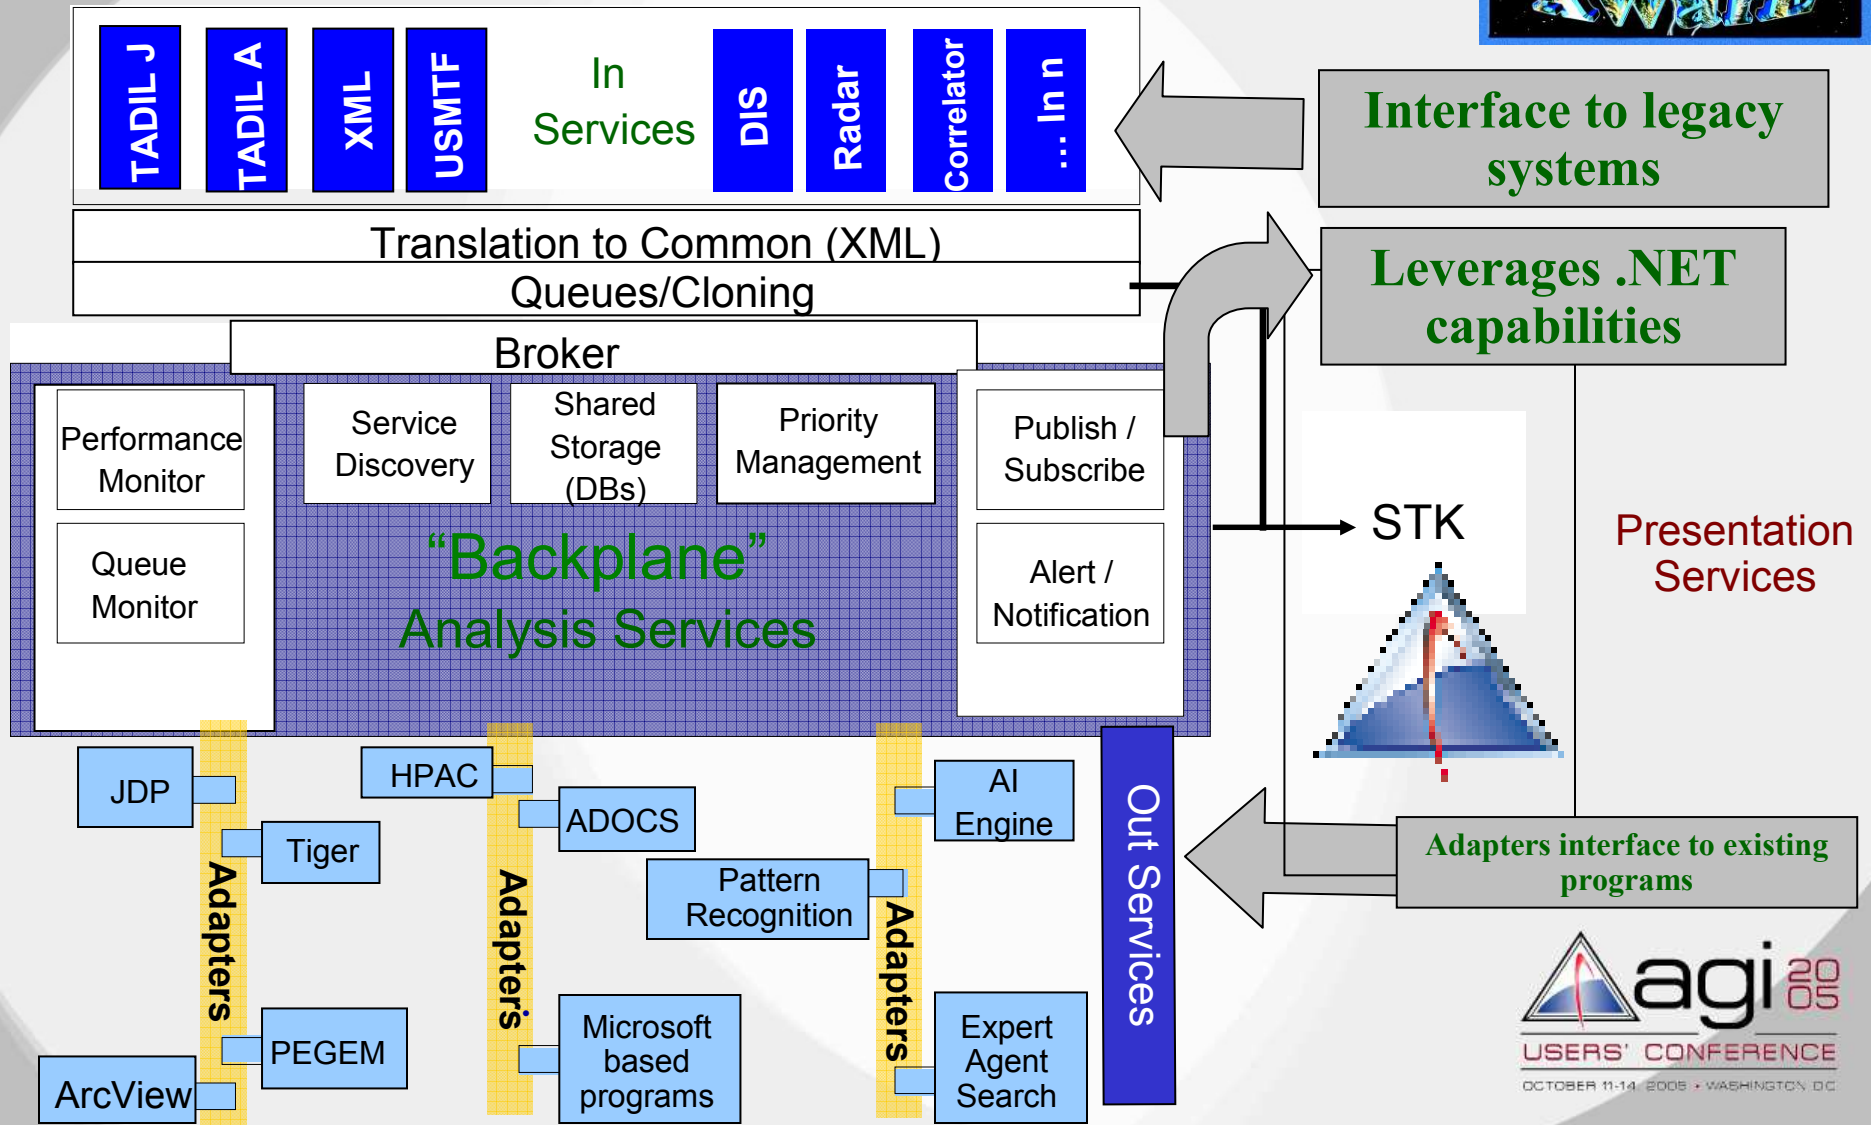 Aware
TADIL J
TADIL A
XML
USMTF
In
Services
DIS
Radar
Correlator
... In n
Interface to legacy
systems
Translation to Common (XML)
Queues/Cloning
Leverages .NET
capabilities
Broker
Performance
Monitor
Service
Discovery
Shared
Storage
(DBs)
Priority
Management
Publish /
Subscribe
Queue
Monitor
“Backplane”
Analysis Services
Alert /
Notification
STK
Presentation
Services
JDP
Tiger
Adapters
PEGEM
ArcView
HPAC
ADOCS
Adapters
Microsoft
based
programs
AI
Engine
Pattern
Recognition
Adapters
Expert
Agent
Search
Out Services
Adapters interface to existing
programs
agi 2005
USERS' CONFERENCE
OCTOBER 11-14, 2005 • WASHINGTON DC